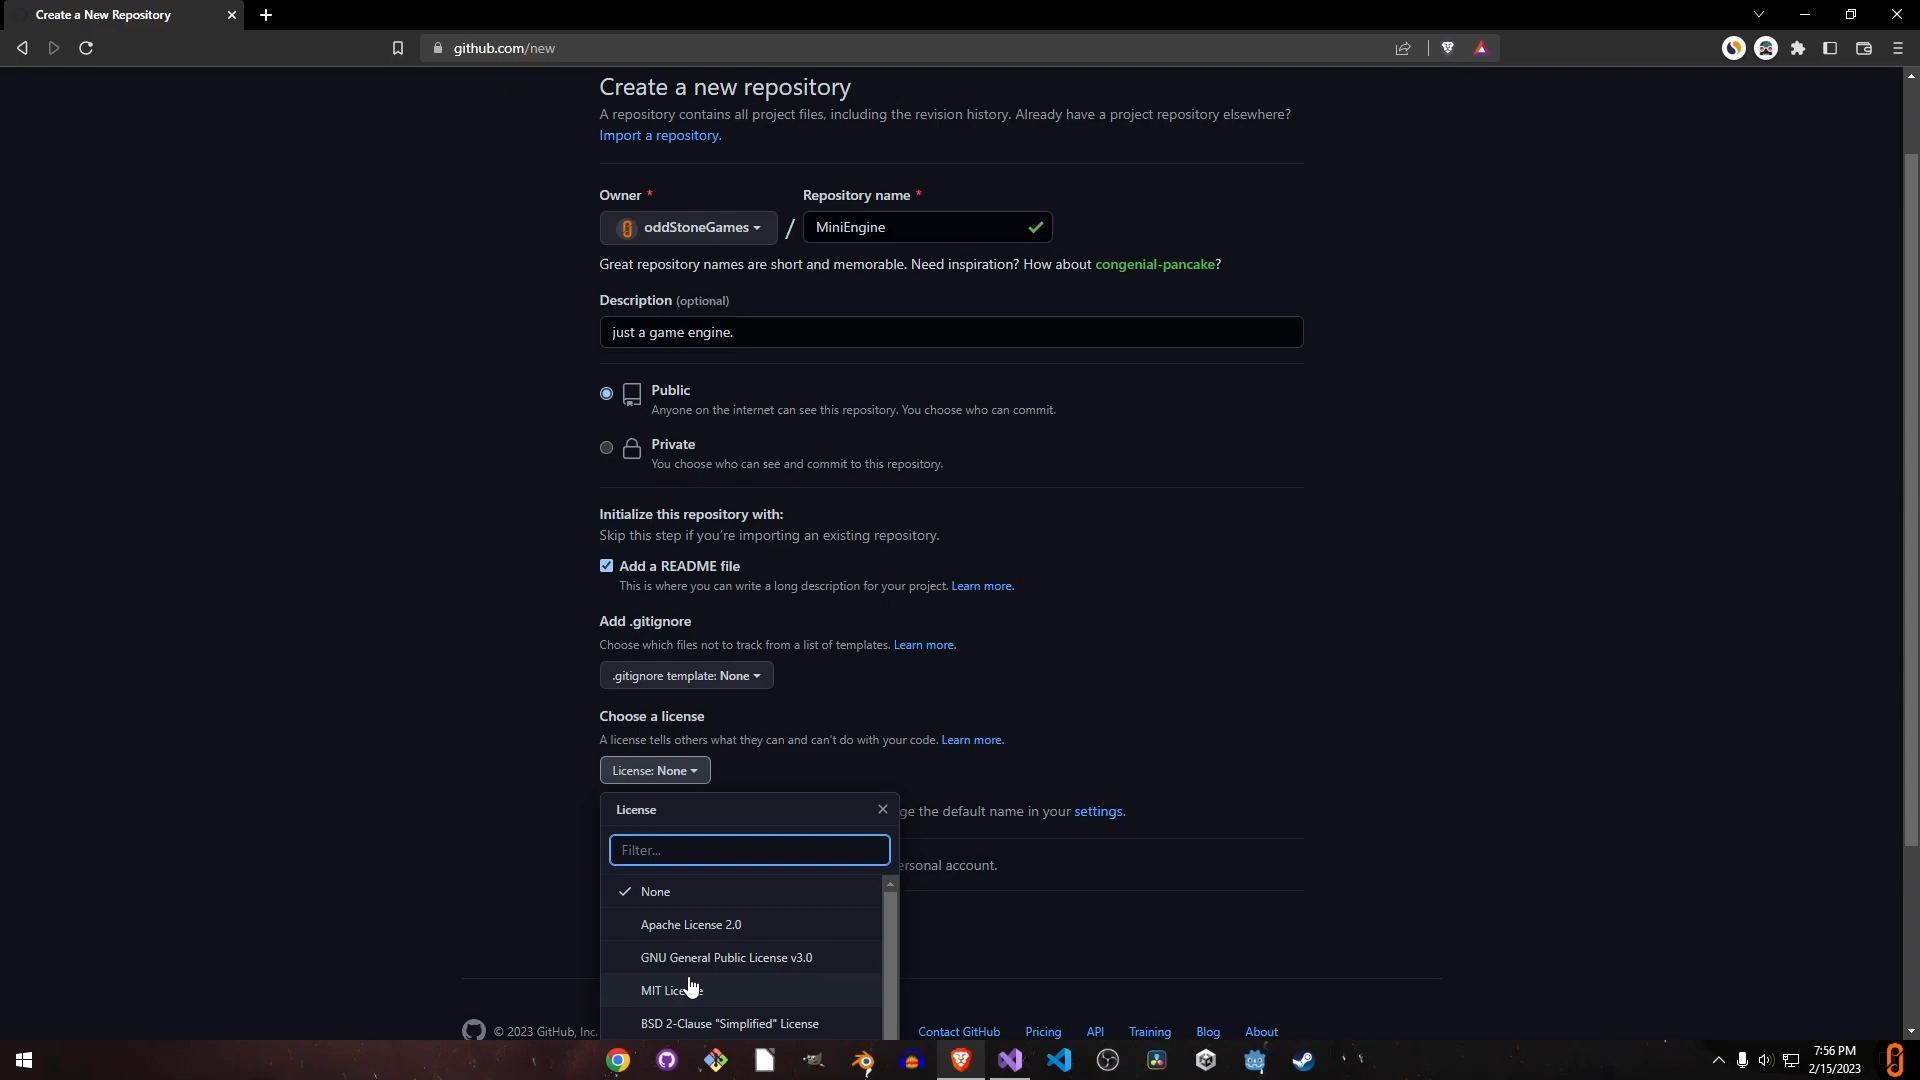 Create a New Repository
github.com/new
Create a new repository
A repository contains all project files, including the revision history. Already have a project repository elsewhere?
Import a repository.
Owner * Repository name *
oddStoneGames / MiniEngine
Great repository names are short and memorable. Need inspiration? How about congenial-pancake?
Description (optional)
just a game engine.
Public
Anyone on the internet can see this repository. You choose who can commit.
Private
You choose who can see and commit to this repository.
Initialize this repository with:
Skip this step if you're importing an existing repository.
Add a README file
This is where you can write a long description for your project. Learn more.
Add .gitignore
Choose which files not to track from a list of templates. Learn more.
.gitignore template: None
Choose a license
A license tells others what they can and can't do with your code. Learn more.
License: None
License
ge the default name in your settings.
Filter...
ersonal account.
None
Apache License 2.0
GNU General Public License v3.0
MIT License
BSD 2-Clause "Simplified" License
© 2023 GitHub, Inc. Contact GitHub Pricing API Training Blog About
7:56 PM
2/15/2023